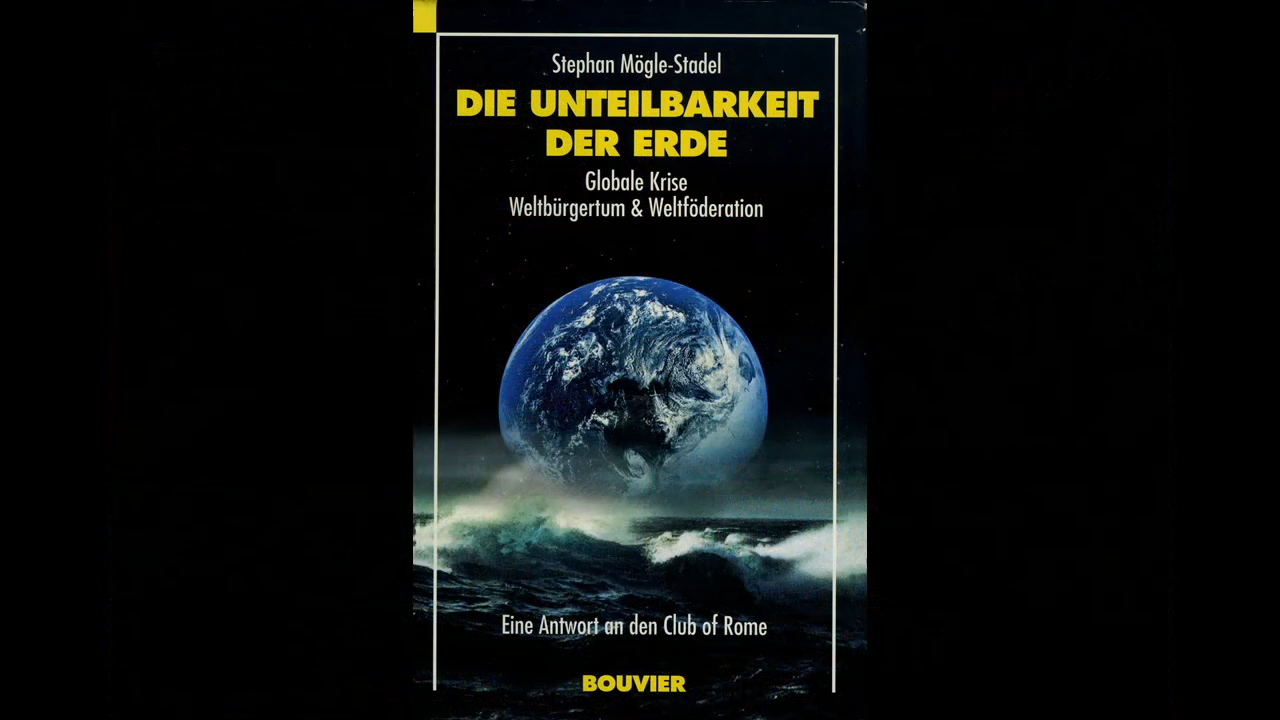 Stephan Mögle-Stadel
DIE UNTEILBARKEIT
DER ERDE
Globale Krise
Weltbürgertum & Weltföderation
Eine Antwort an den Club of Rome
BOUVIER